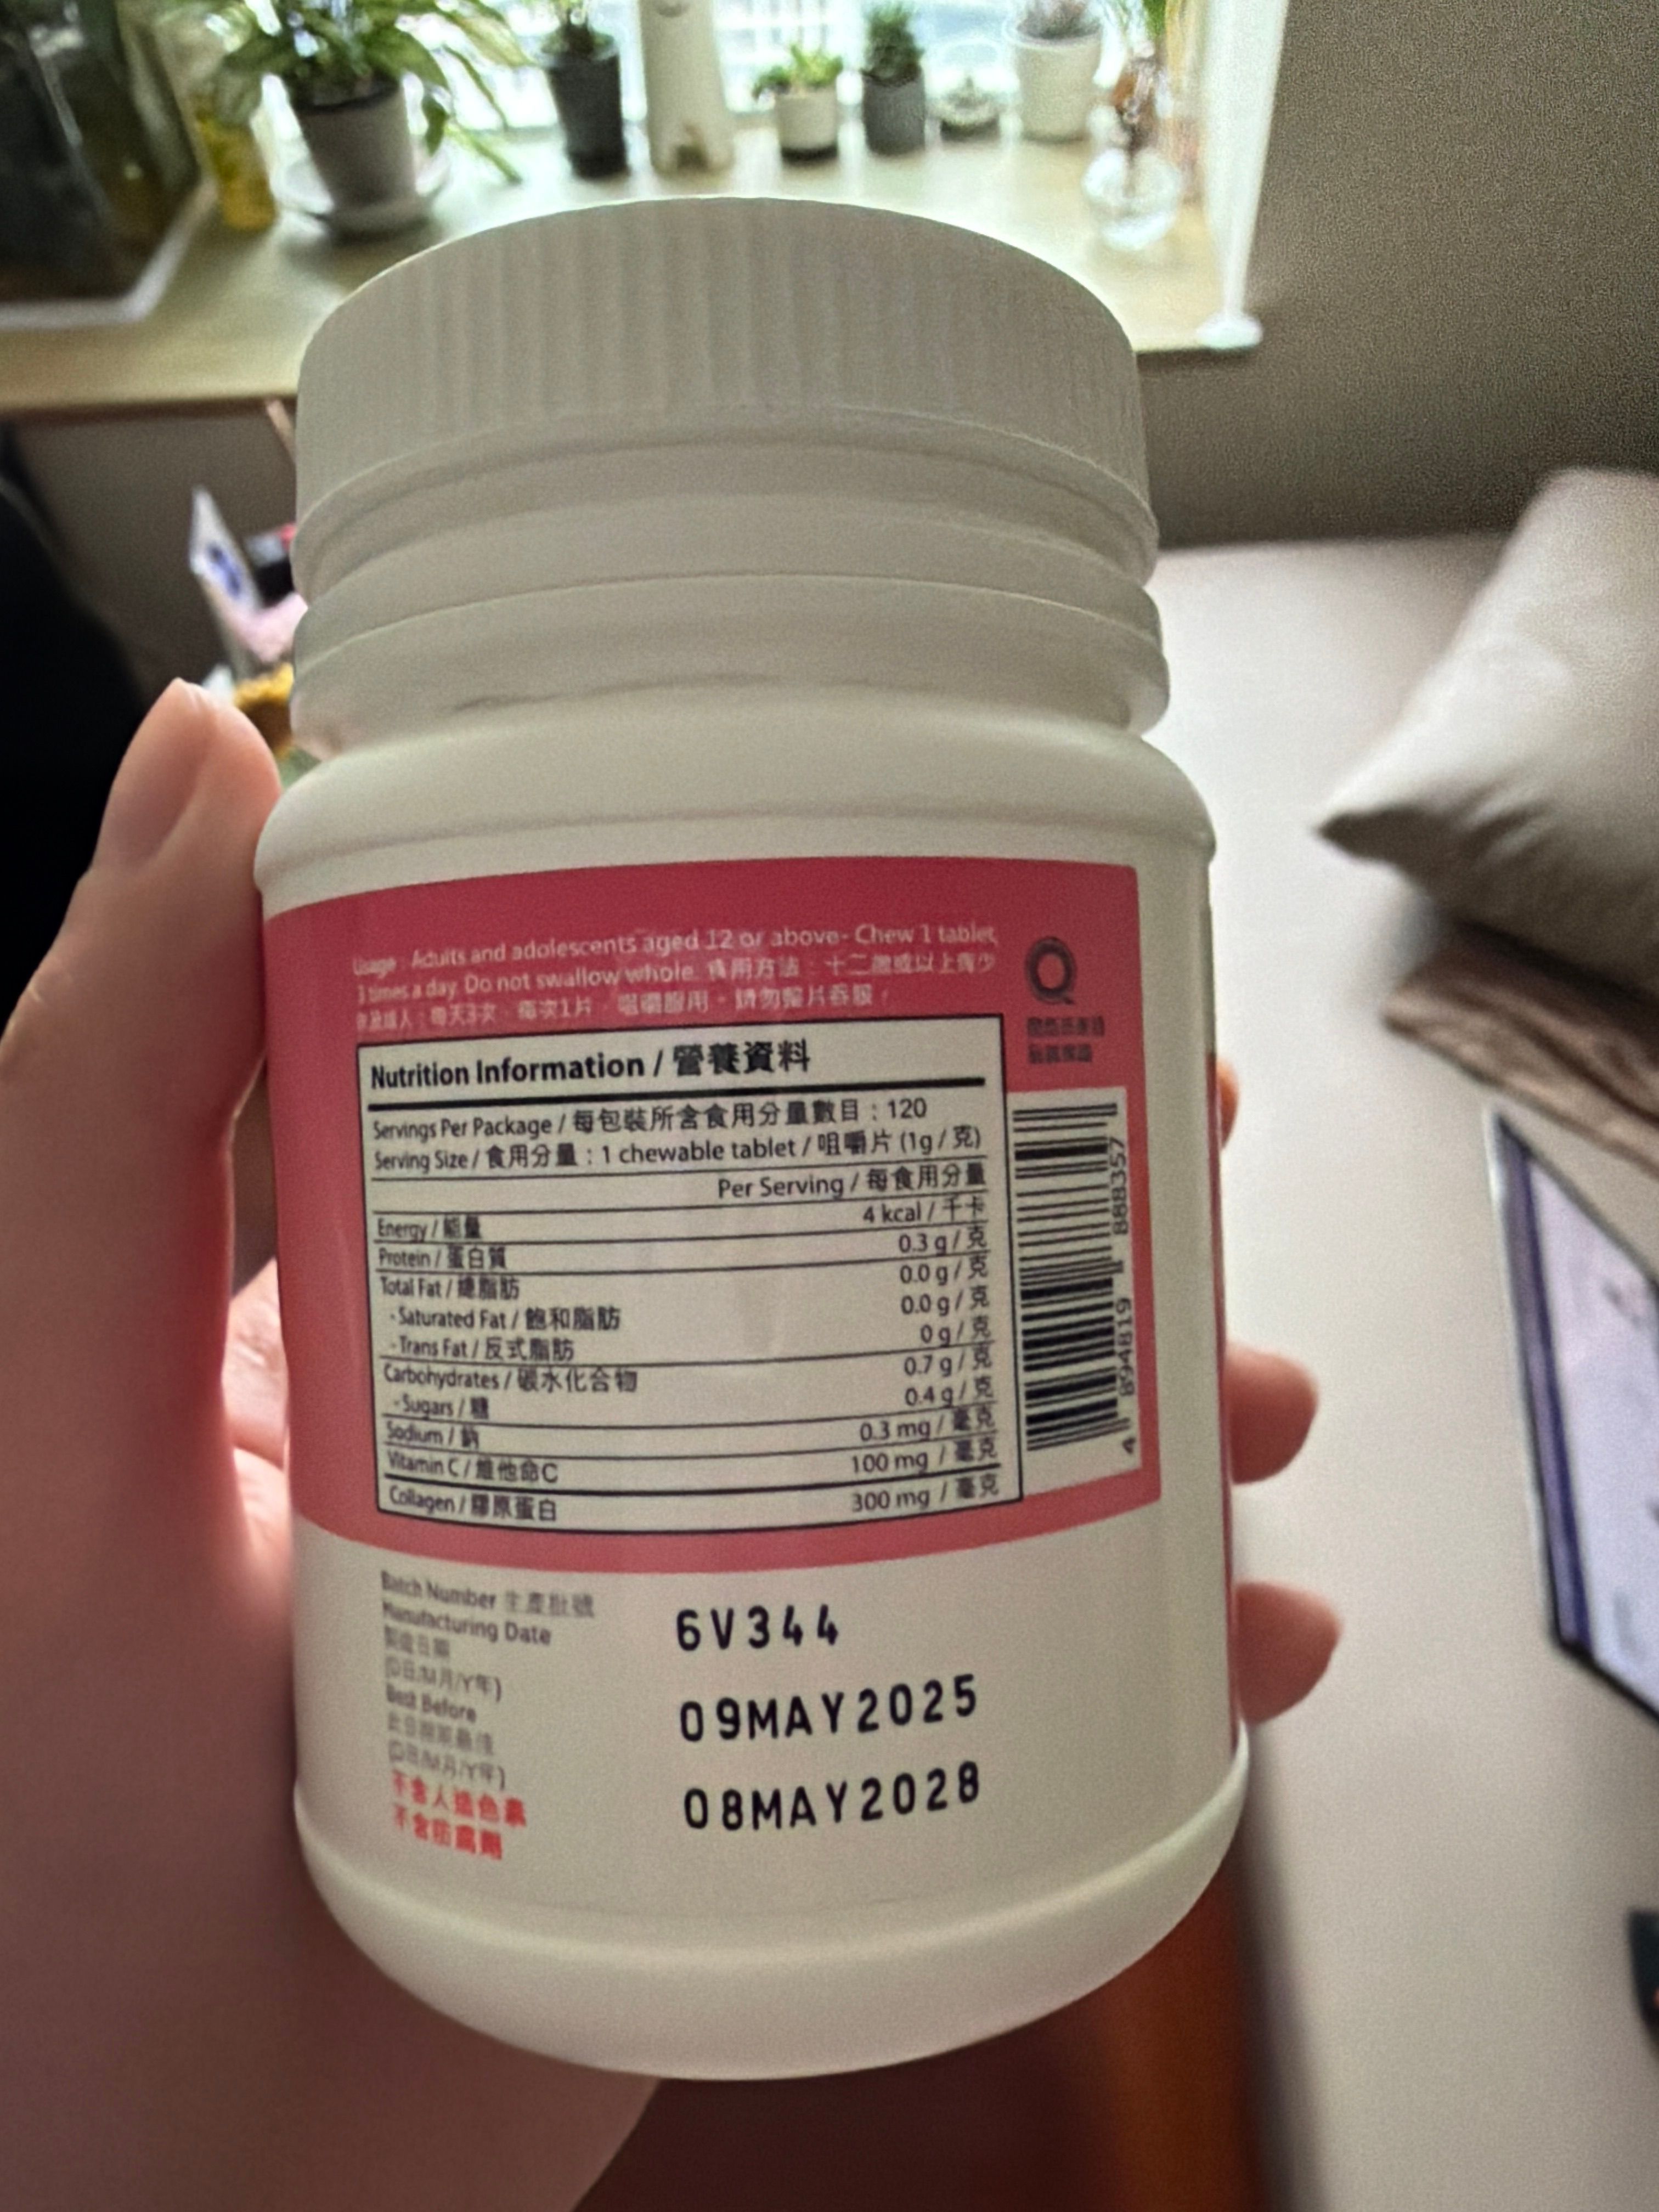 Usage : Adults and adolescents aged 12 or above- Chew 1 tablet,
3 times a day. Do not swallow whole. 食用方法：十二歲或以上青少
年及成人：每天3次，每次1片，咀嚼服用。請勿整片吞服。
Q
Nutrition Information / 營養資料
Servings Per Package / 每包裝所含食用分量數目 : 120
Serving Size / 食用分量 : 1 chewable tablet / 咀嚼片 (1g / 克)
Per Serving / 每食用分量
Energy / 能量 4 kcal / 千卡
Protein / 蛋白質 0.3 g / 克
Total Fat / 總脂肪 0.0 g / 克
- Saturated Fat / 飽和脂肪 0.0 g / 克
- Trans Fat / 反式脂肪 0 g / 克
Carbohydrates / 碳水化合物 0.7 g / 克
- Sugars / 糖 0.4 g / 克
Sodium / 鈉 0.3 mg / 毫克
Vitamin C / 維他命C 100 mg / 毫克
Collagen / 膠原蛋白 300 mg / 毫克
4 894819 888357
Batch Number 生產批號 6V344
Manufacturing Date
製造日期
(D日/M月/Y年) 09MAY2025
Best Before
此日期前最佳
(D日/M月/Y年) 08MAY2028
不含人造色素
不含防腐劑